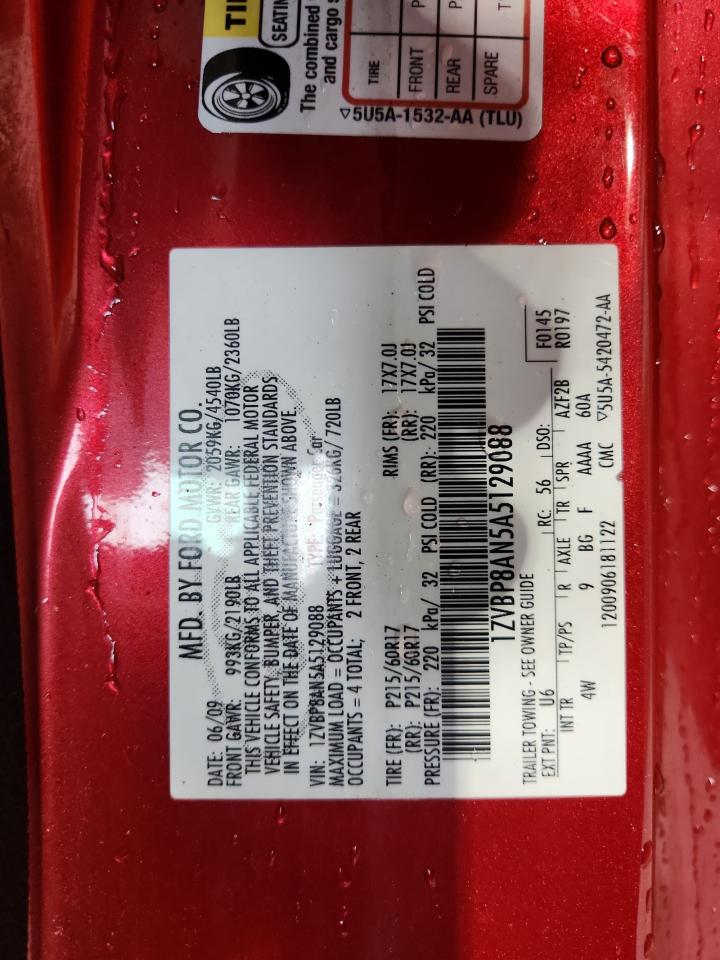 TI
SEATIN
The combined
and cargo s
TIRE
FRONT P
REAR P
SPARE T
▽5U5A-1532-AA (TLU)
MFD. BY FORD MOTOR CO.
DATE: 06/09 GVWR: 2059KG/4540LB
FRONT GAWR: 993KG/2190LB REAR GAWR: 1070KG/2360LB
THIS VEHICLE CONFORMS TO ALL APPLICABLE FEDERAL MOTOR
VEHICLE SAFETY, BUMPER, AND THEFT PREVENTION STANDARDS
IN EFFECT ON THE DATE OF MANUFACTURE SHOWN ABOVE.
VIN: 1ZVBP8AN5A5129088 TYPE: Passenger Car
MAXIMUM LOAD = OCCUPANTS + LUGGAGE = 326KG/ 720LB
OCCUPANTS = 4 TOTAL; 2 FRONT, 2 REAR
TIRE (FR): P215/60R17 RIMS (FR): 17X7.0J
(RR): P215/60R17 (RR): 17X7.0J
PRESSURE (FR): 220 kPa/ 32 PSI COLD (RR): 220 kPa/ 32 PSI COLD
1ZVBP8AN5A5129088
TRAILER TOWING - SEE OWNER GUIDE
EXT PNT: U6 RC: 56 DSO: F0145
R0197
INT TR TP/PS R AXLE TR SPR AZF2B
4W 9 BG F AAAA 60A
1200906181122 CMC ▽5U5A-5420472-AA